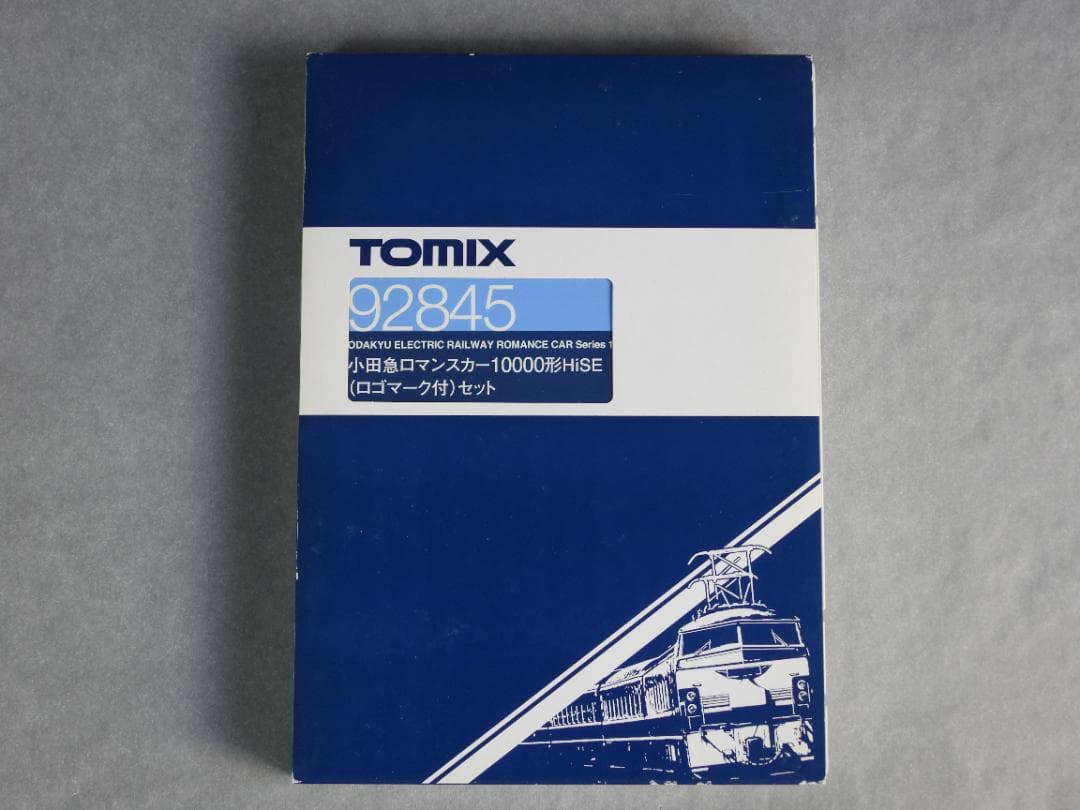 TOMIX
92845
ODAKYU ELECTRIC RAILWAY ROMANCE CAR Series 1
小田急ロマンスカー10000形HiSE
(ロゴマーク付)セット